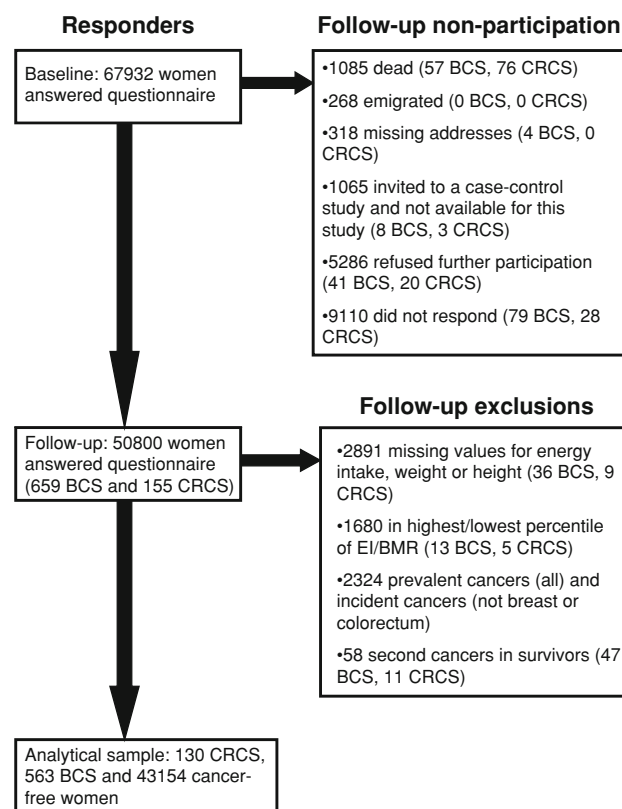 Responders
Baseline: 67932 women
answered questionnaire
Follow-up non-participation
•1085 dead (57 BCS, 76 CRCS)
•268 emigrated (0 BCS, 0 CRCS)
•318 missing addresses (4 BCS, 0
CRCS)
•1065 invited to a case-control
study and not available for this
study (8 BCS, 3 CRCS)
•5286 refused further participation
(41 BCS, 20 CRCS)
•9110 did not respond (79 BCS, 28
CRCS)
Follow-up: 50800 women
answered questionnaire
(659 BCS and 155 CRCS)
Follow-up exclusions
•2891 missing values for energy
intake, weight or height (36 BCS, 9
CRCS)
•1680 in highest/lowest percentile
of EI/BMR (13 BCS, 5 CRCS)
•2324 prevalent cancers (all) and
incident cancers (not breast or
colorectum)
•58 second cancers in survivors (47
BCS, 11 CRCS)
Analytical sample: 130 CRCS,
563 BCS and 43154 cancer-
free women